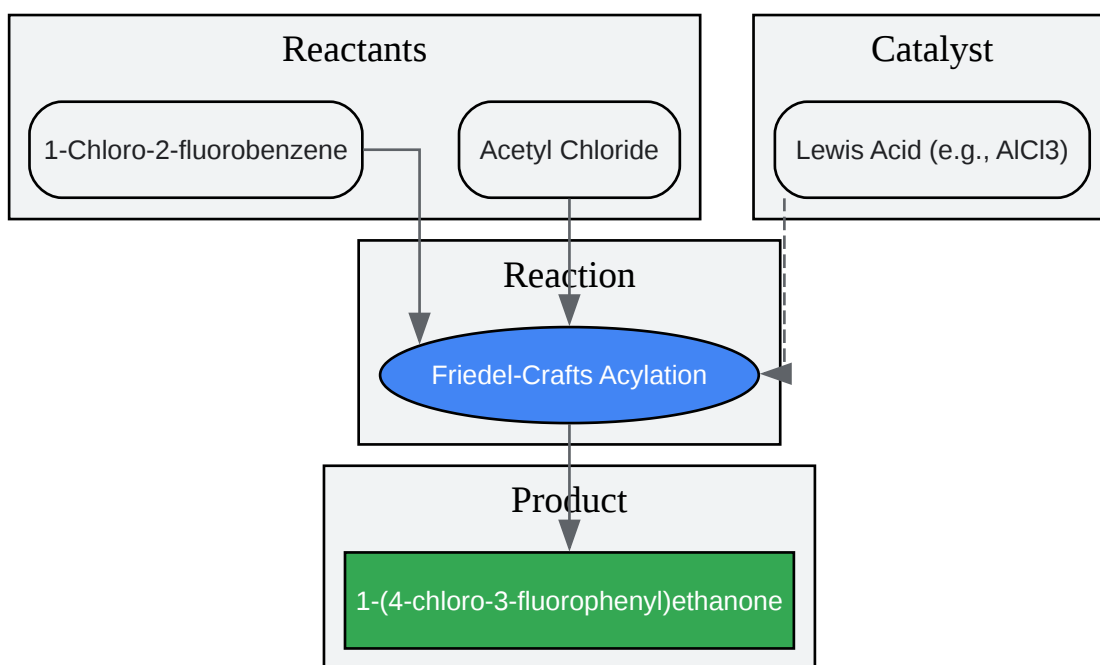 Reactants
Catalyst
1-Chloro-2-fluorobenzene
Acetyl Chloride
Lewis Acid (e.g., AlCl3)
Reaction
Friedel-Crafts Acylation
Product
1-(4-chloro-3-fluorophenyl)ethanone